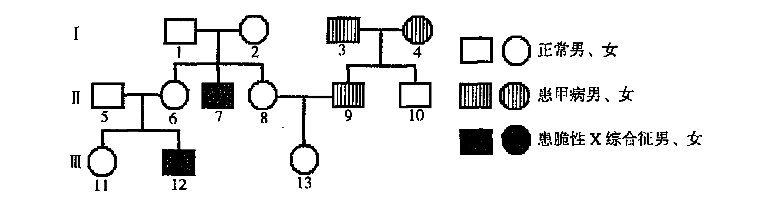 I
1 2 3 4
正常男、女
II
5 6 7 8 9 10
患甲病男、女
III
11 12 13
患脆性 X 综合征男、女